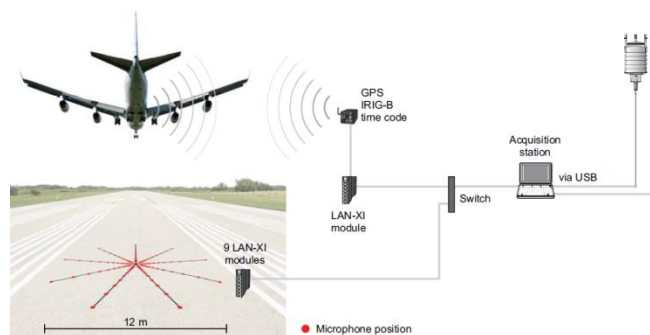 GPS
IRIG-B
time code
Acquisition
station
via USB
Switch
LAN-XI
module
9 LAN-XI
modules
12 m
Microphone position